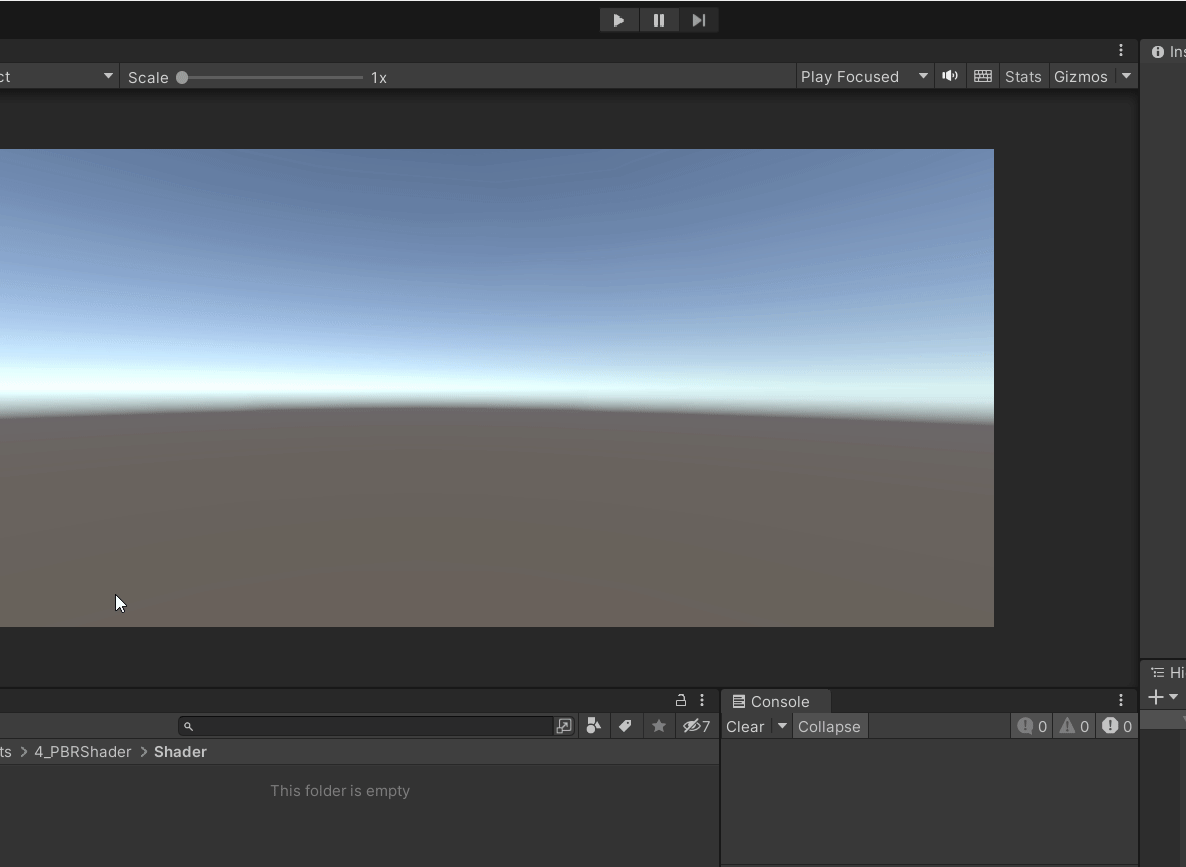 ct Scale 1x Play Focused Stats Gizmos
Ins
Console
Hi
7 Clear Collapse 0 0 0
ts > 4_PBRShader > Shader
This folder is empty